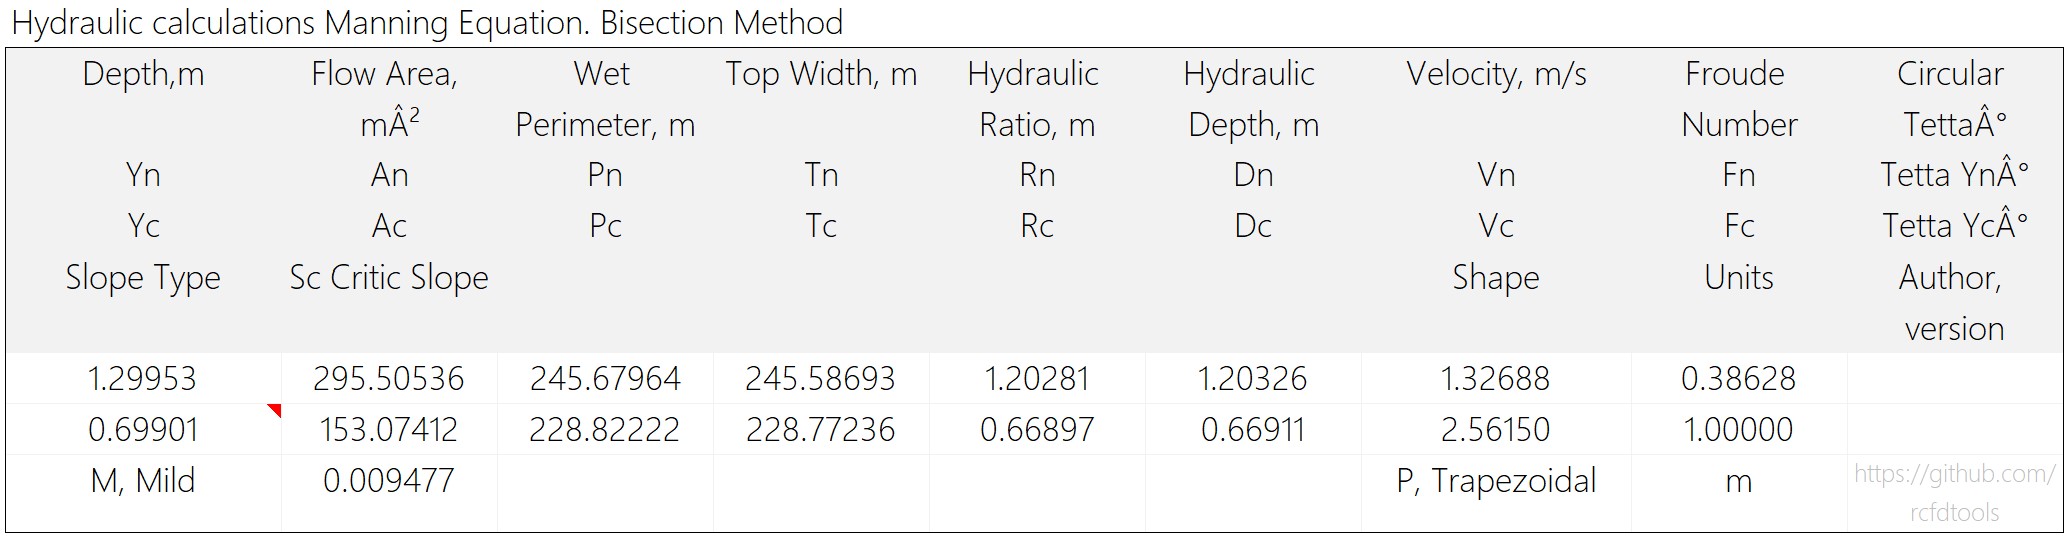 Hydraulic calculations Manning Equation. Bisection Method
Depth,m Flow Area, Wet Top Width, m Hydraulic Hydraulic Velocity, m/s Froude Circular
mÂ² Perimeter, m Ratio, m Depth, m Number TettaÂ°
Yn An Pn Tn Rn Dn Vn Fn Tetta YnÂ°
Yc Ac Pc Tc Rc Dc Vc Fc Tetta YcÂ°
Slope Type Sc Critic Slope Shape Units Author,
version
1.29953 295.50536 245.67964 245.58693 1.20281 1.20326 1.32688 0.38628
0.69901 153.07412 228.82222 228.77236 0.66897 0.66911 2.56150 1.00000
M, Mild 0.009477 P, Trapezoidal m https://github.com/
rcfdtools